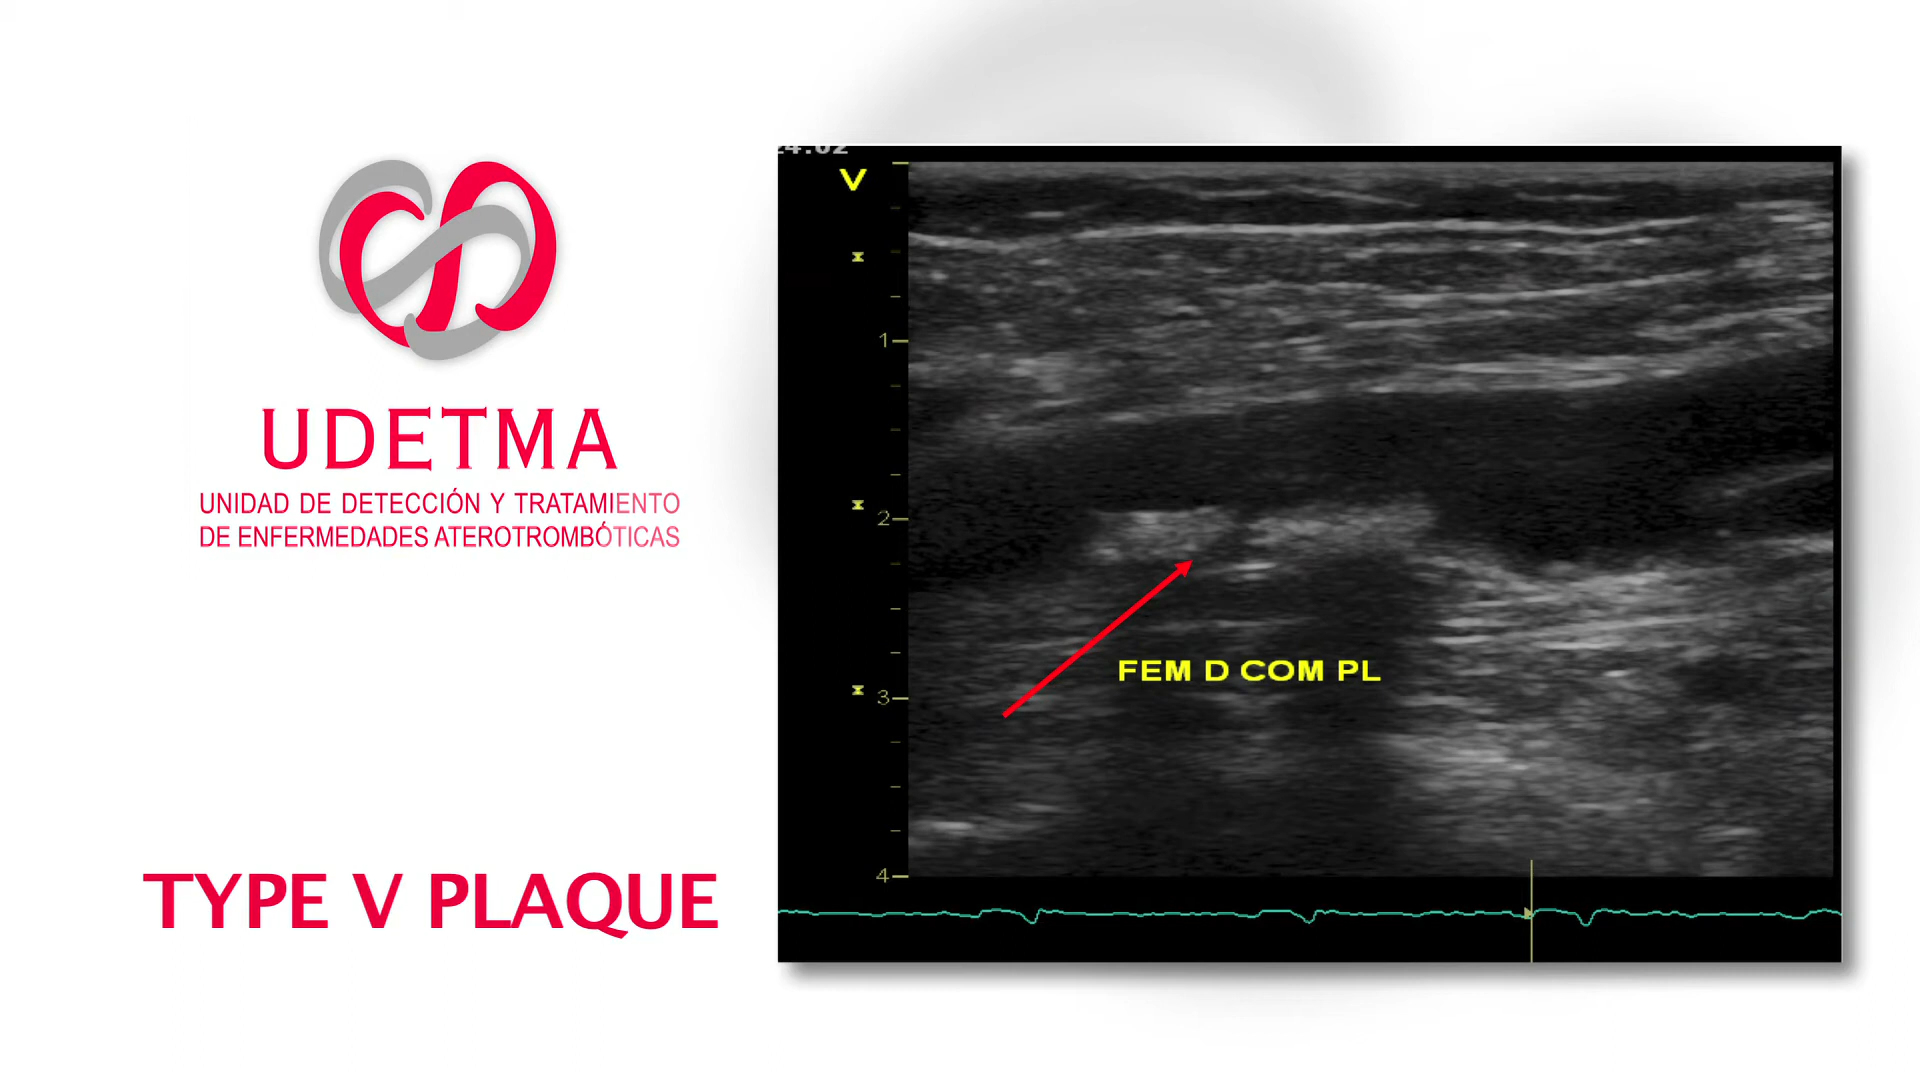 UDETMA
UNIDAD DE DETECCIÓN Y TRATAMIENTO
DE ENFERMEDADES ATEROTROMBÓTICAS
TYPE V PLAQUE
V
1
2
3
4
FEM D COM PL